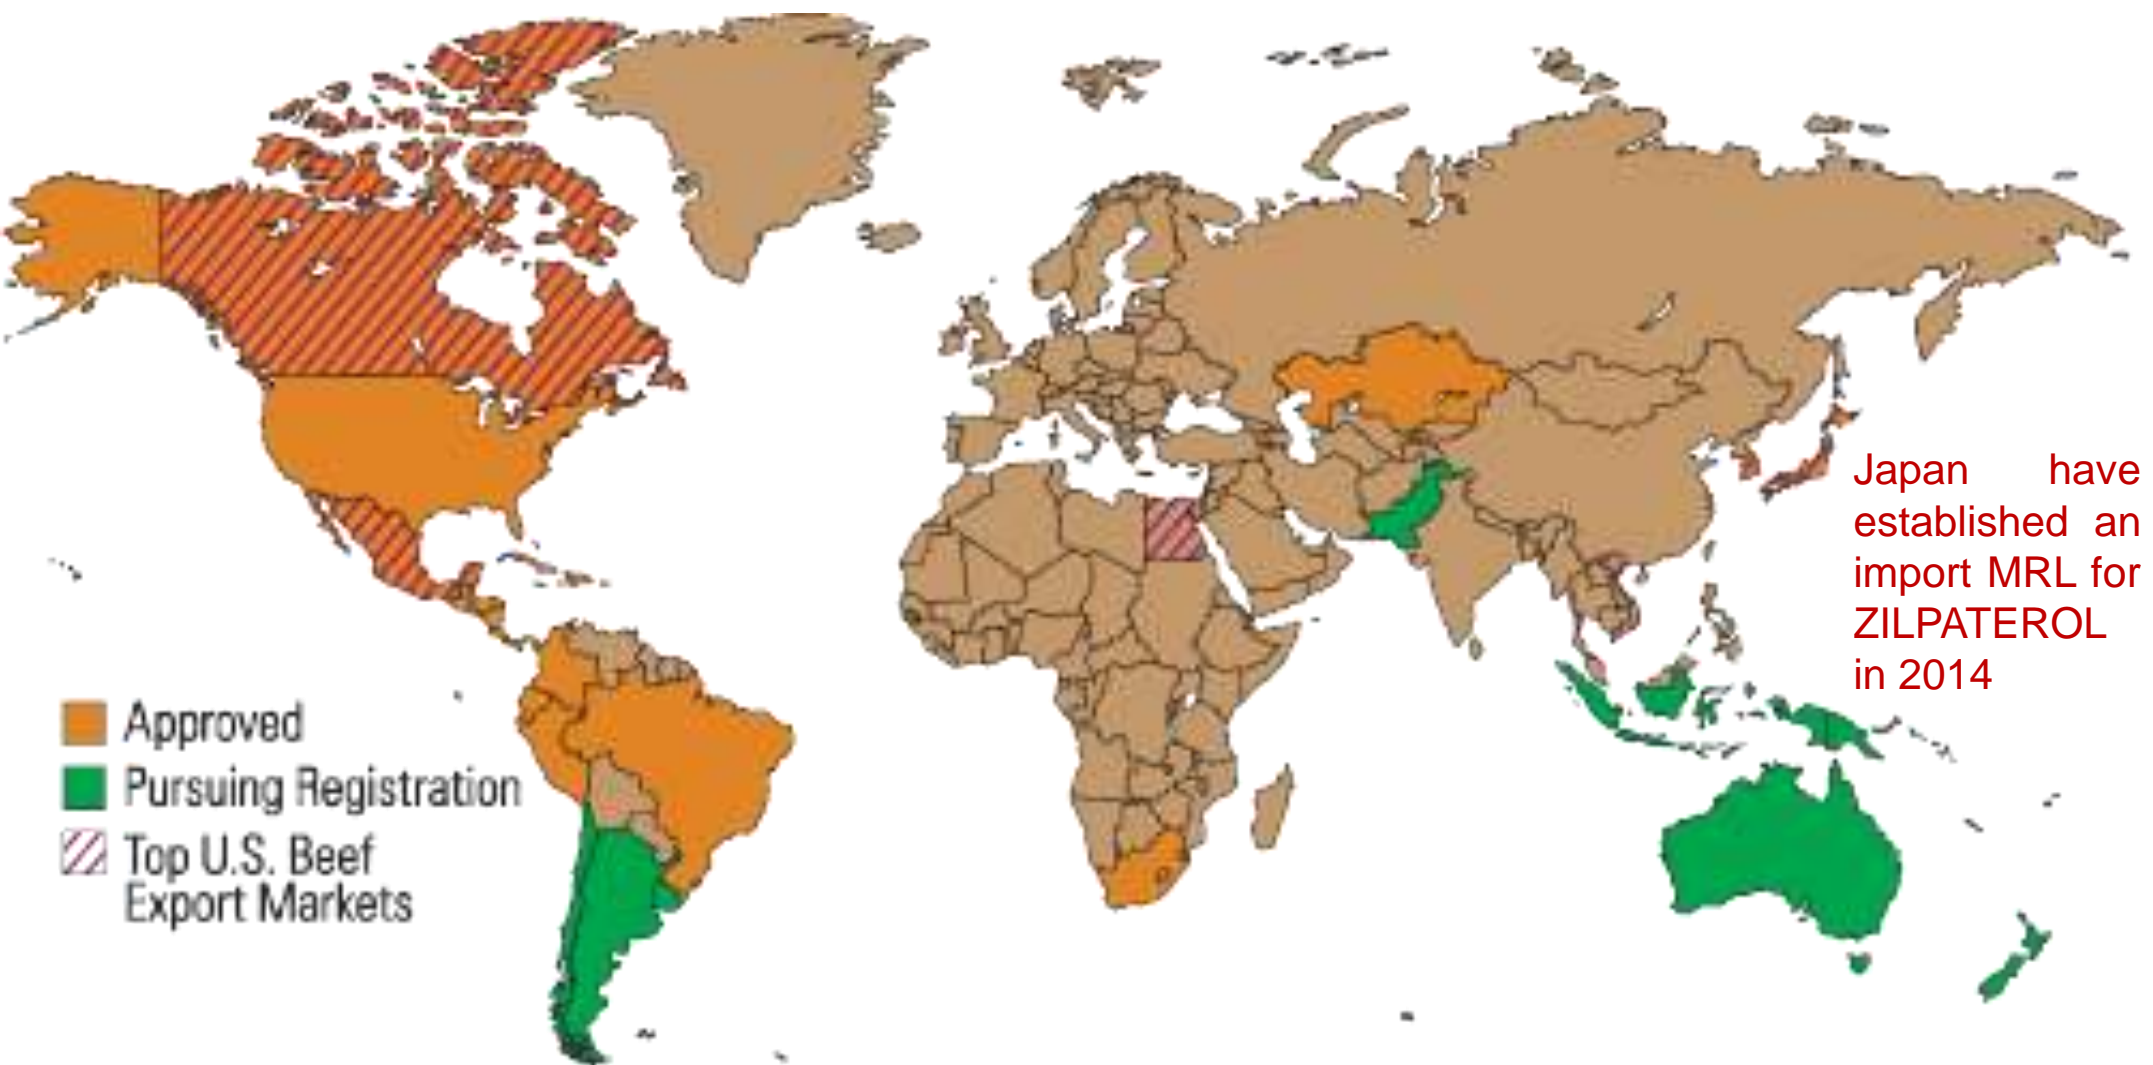 Japan have
established an
import MRL for
ZILPATEROL
in 2014
Approved
Pursuing Registration
Top U.S. Beef
Export Markets